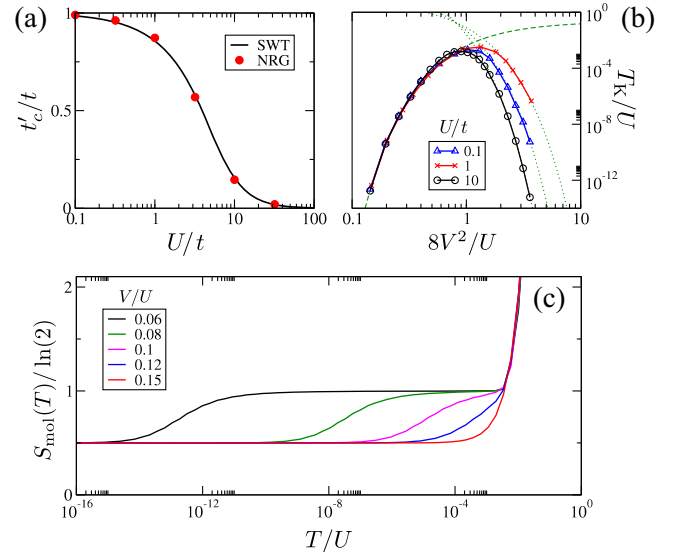 (a)
t′c/t
1
0.5
0
SWT
NRG
0.1 1 10 100
U/t
(b)
10^0
10^-4
10^-8
10^-12
T_K/U
U/t
0.1
1
10
0.1 1 10
8V^2/U
(c)
S_mol(T)/ ln(2)
2
1
0
V/U
0.06
0.08
0.1
0.12
0.15
10^-16 10^-12 10^-8 10^-4 10^0
T/U